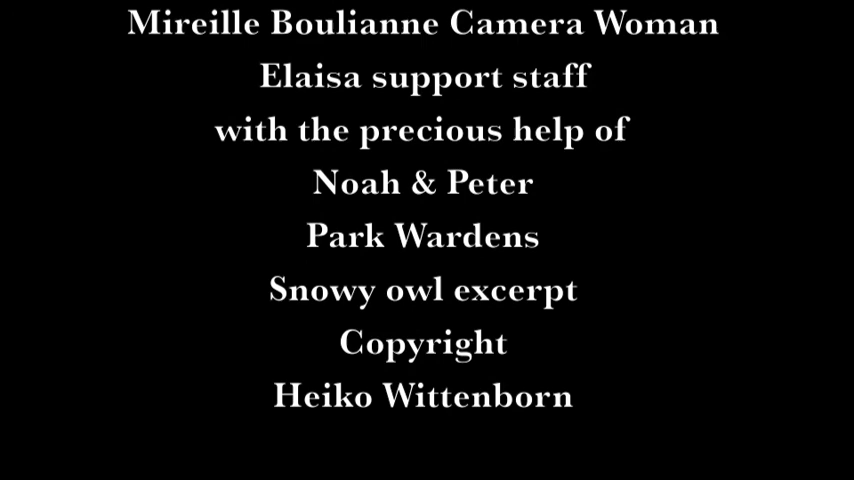 Mireille Boulianne Camera Woman
Elaisa support staff
with the precious help of
Noah & Peter
Park Wardens
Snowy owl excerpt
Copyright
Heiko Wittenborn